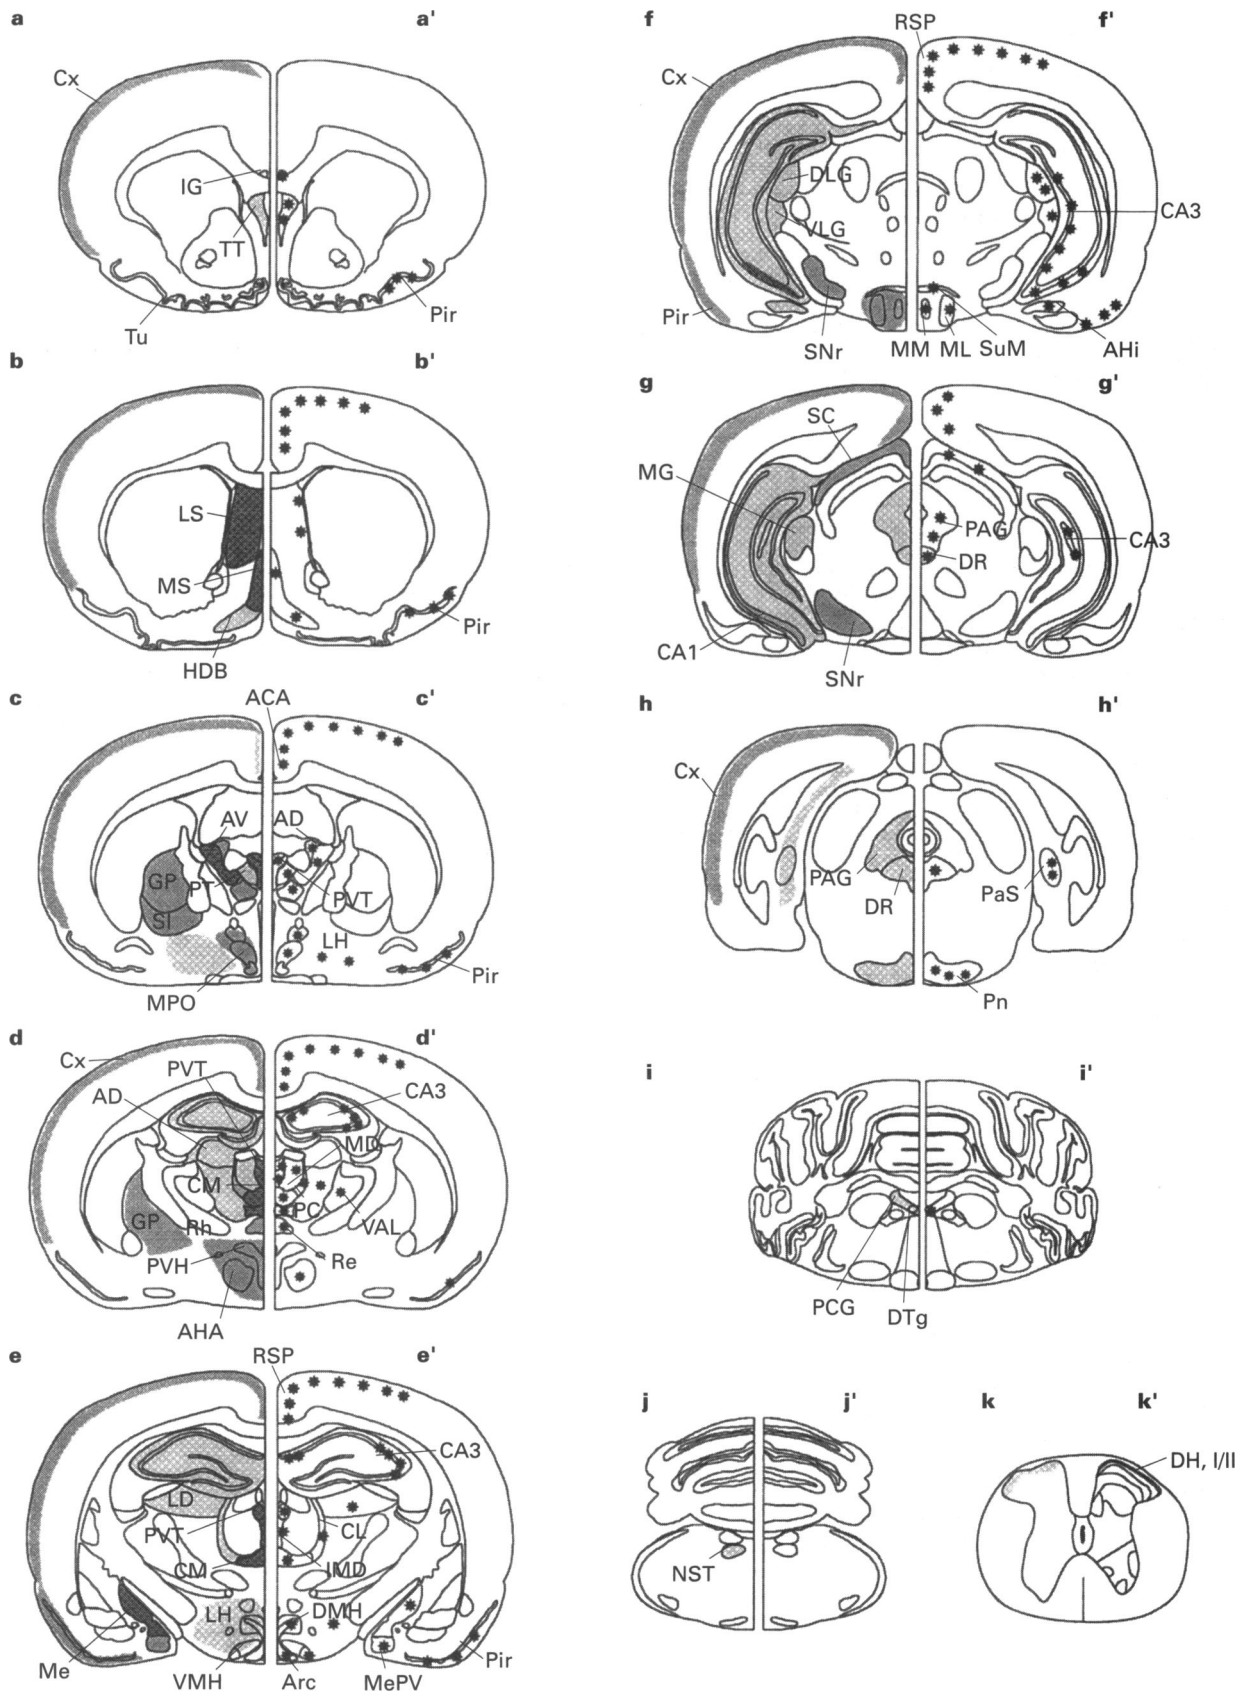 a a'
Cx
IG
TT
Tu
Pir
b b'
LS
MS
HDB
Pir
c c'
ACA
AV AD
GP PT PVT
SI
LH
MPO
Pir
d d'
Cx PVT
AD
CA3
MD
CM
PC
GP Rh VAL
PVH Re
AHA
e e'
RSP
CA3
LD
PVT CL
CM IMD
LH DMH
Me
VMH Arc MePV
Pir
f f'
RSP
Cx
DLG
VLG
CA3
Pir
SNr MM ML SuM AHi
g g'
SC
MG
PAG
DR
CA3
CA1
SNr
h h'
Cx
PAG
DR
PaS
Pn
i i'
PCG DTg
j j'
NST
k k'
DH, I/II